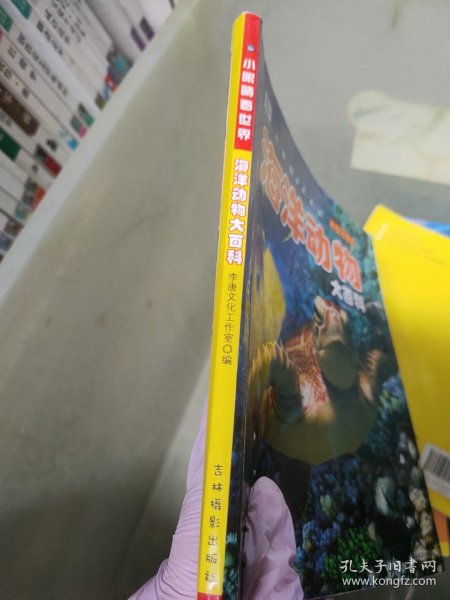 小眼睛看世界
海洋动物大百科
李唐文化工作室◎编
吉林摄影出版社
海洋动物
大百科
孔夫子旧书网
www.kongfz.com